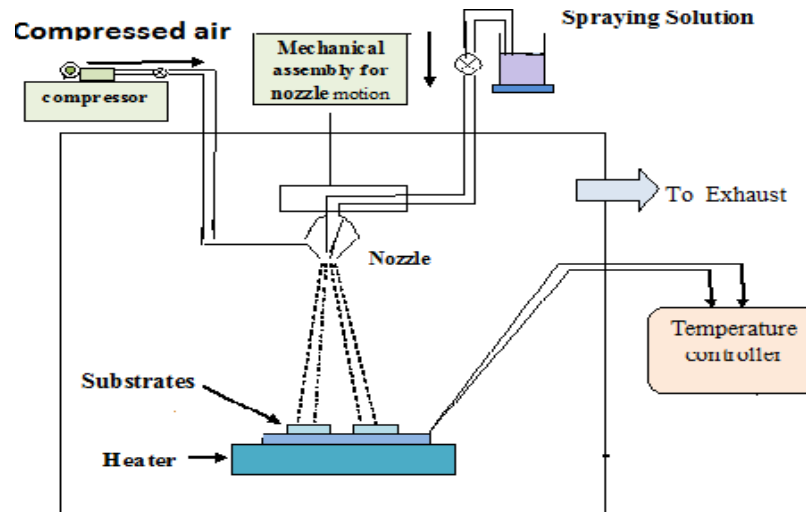 Spraying Solution
Compressed air
Mechanical
assembly for
nozzle motion
compressor
To Exhaust
Nozzle
Temperature
controller
Substrates
Heater